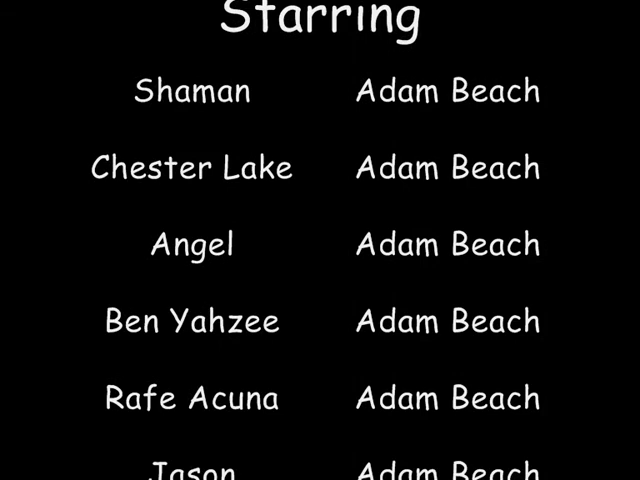 Starring
Shaman Adam Beach
Chester Lake Adam Beach
Angel Adam Beach
Ben Yahzee Adam Beach
Rafe Acuna Adam Beach
Jason Adam Beach